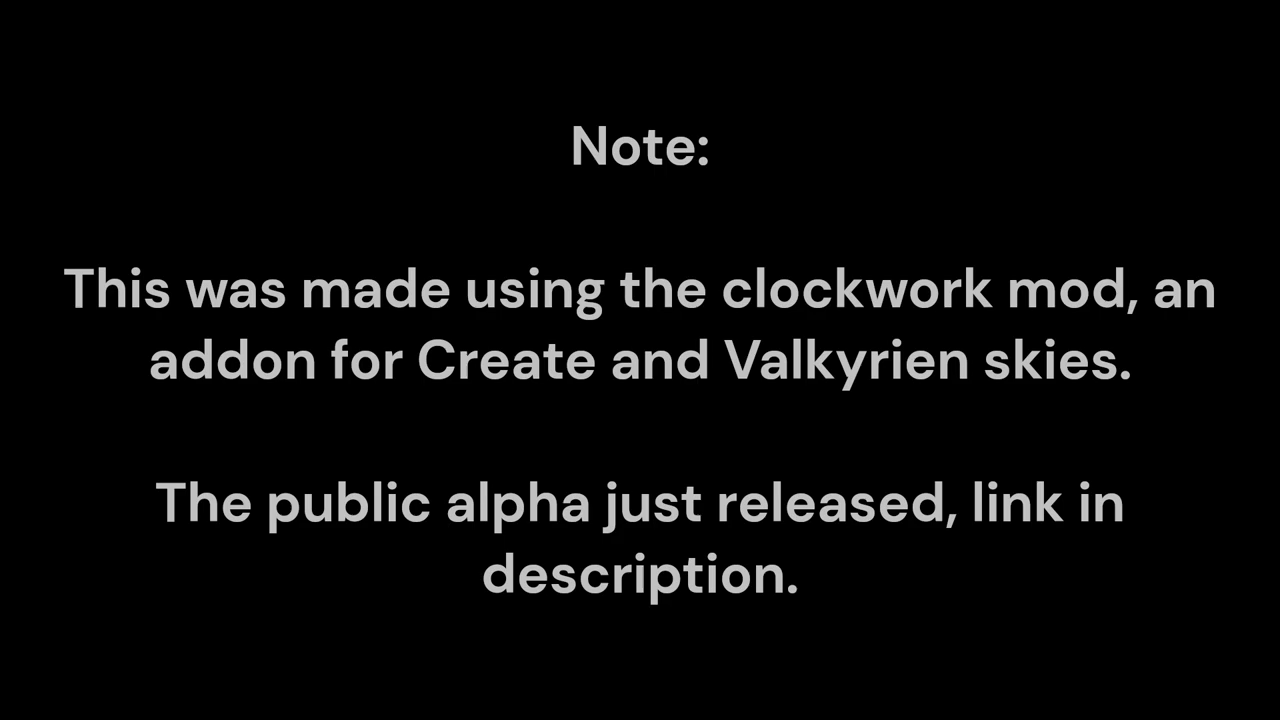 Note:
This was made using the clockwork mod, an
addon for Create and Valkyrien skies.
The public alpha just released, link in
description.